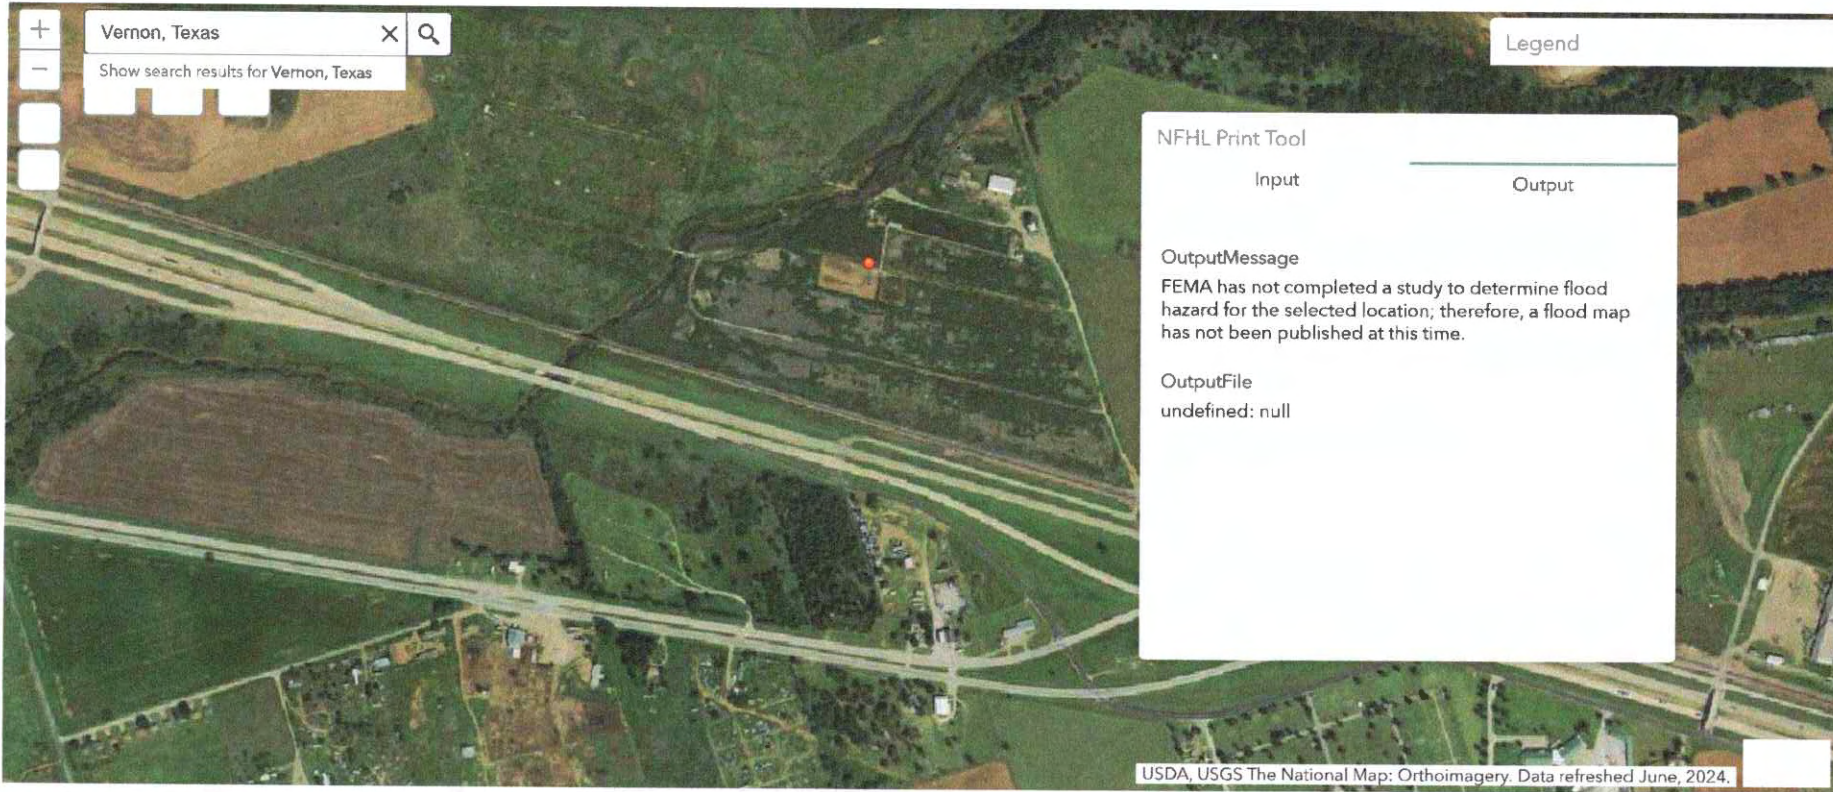 +
Vernon, Texas
Show search results for Vernon, Texas
Legend
NFHL Print Tool
Input
Output
OutputMessage
FEMA has not completed a study to determine flood
hazard for the selected location; therefore, a flood map
has not been published at this time.
OutputFile
undefined: null
USDA, USGS The National Map: Orthoimagery. Data refreshed June, 2024.